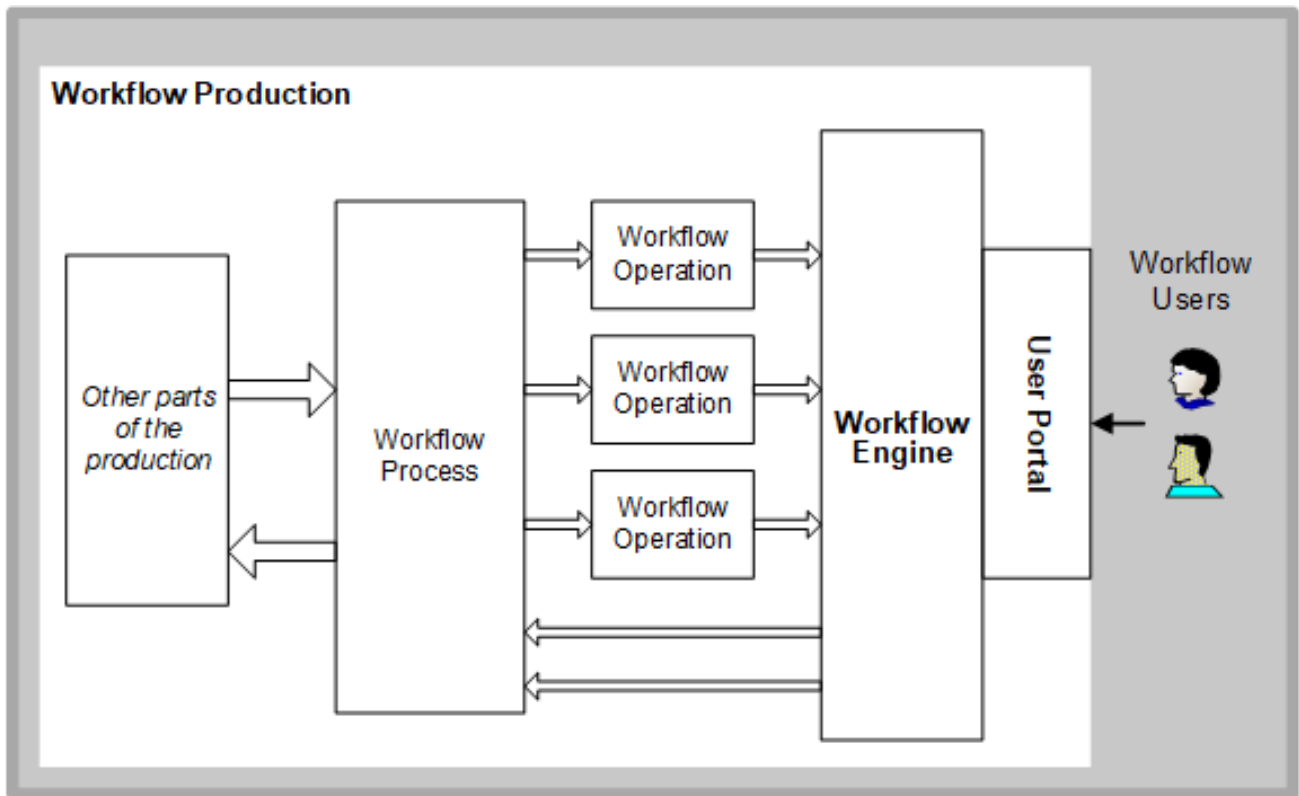 Workflow Production
Other parts
of the
production
Workflow
Process
Workflow
Operation
Workflow
Operation
Workflow
Operation
Workflow
Engine
User Portal
Workflow
Users